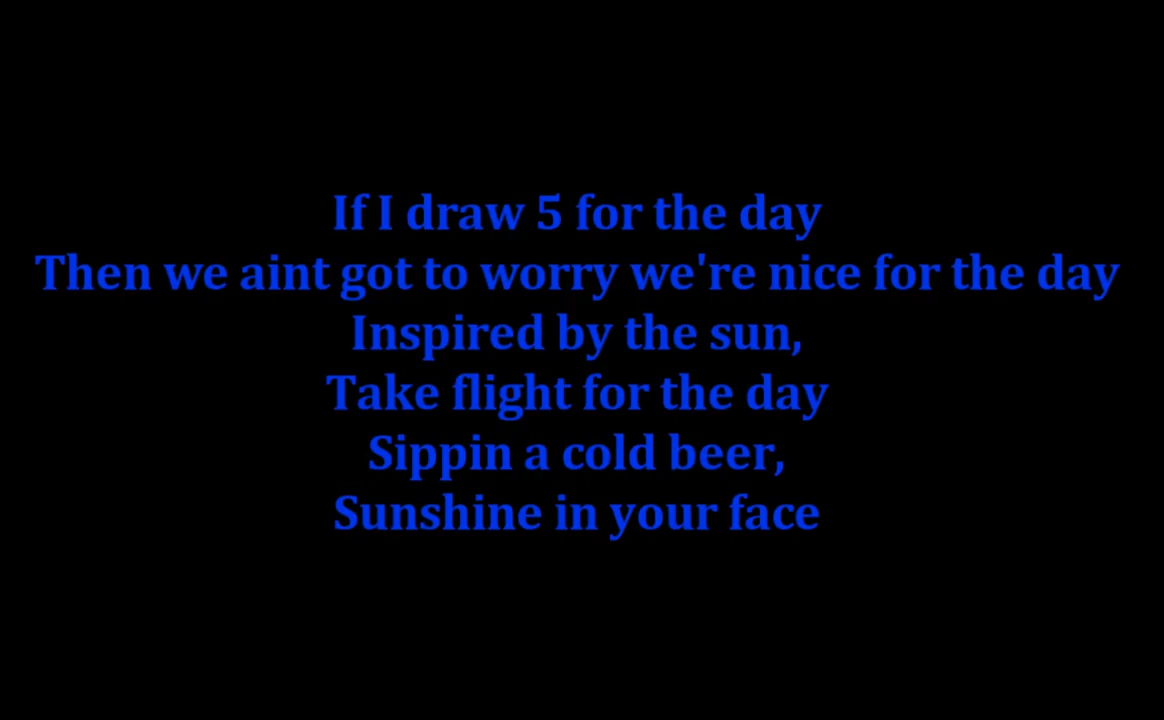 If I draw 5 for the day
Then we aint got to worry we're nice for the day
Inspired by the sun,
Take flight for the day
Sippin a cold beer,
Sunshine in your face